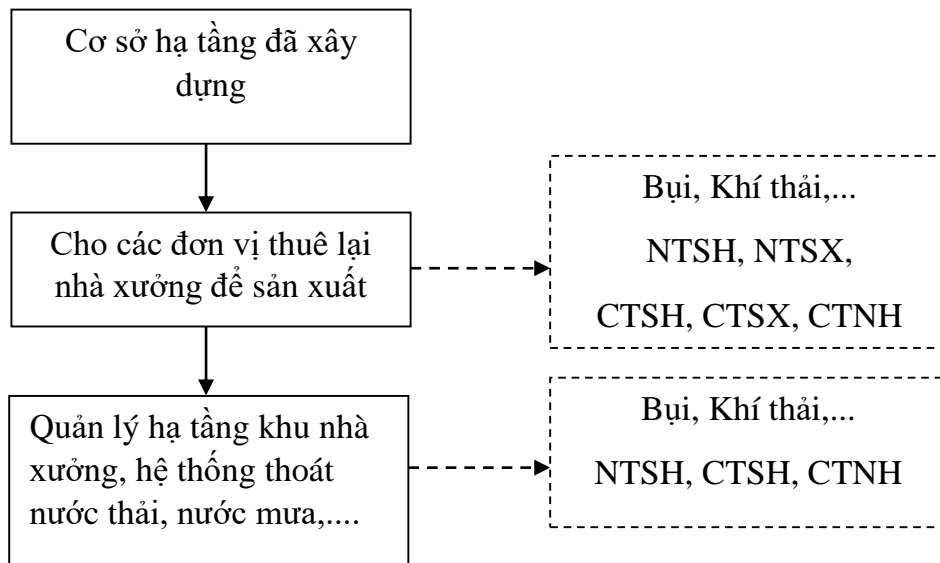 Cơ sở hạ tầng đã xây
dựng
Cho các đơn vị thuê lại
nhà xưởng để sản xuất
Bụi, Khí thải,...
NTSH, NTSX,
CTSH, CTSX, CTNH
Quản lý hạ tầng khu nhà
xưởng, hệ thống thoát
nước thải, nước mưa,....
Bụi, Khí thải,...
NTSH, CTSH, CTNH